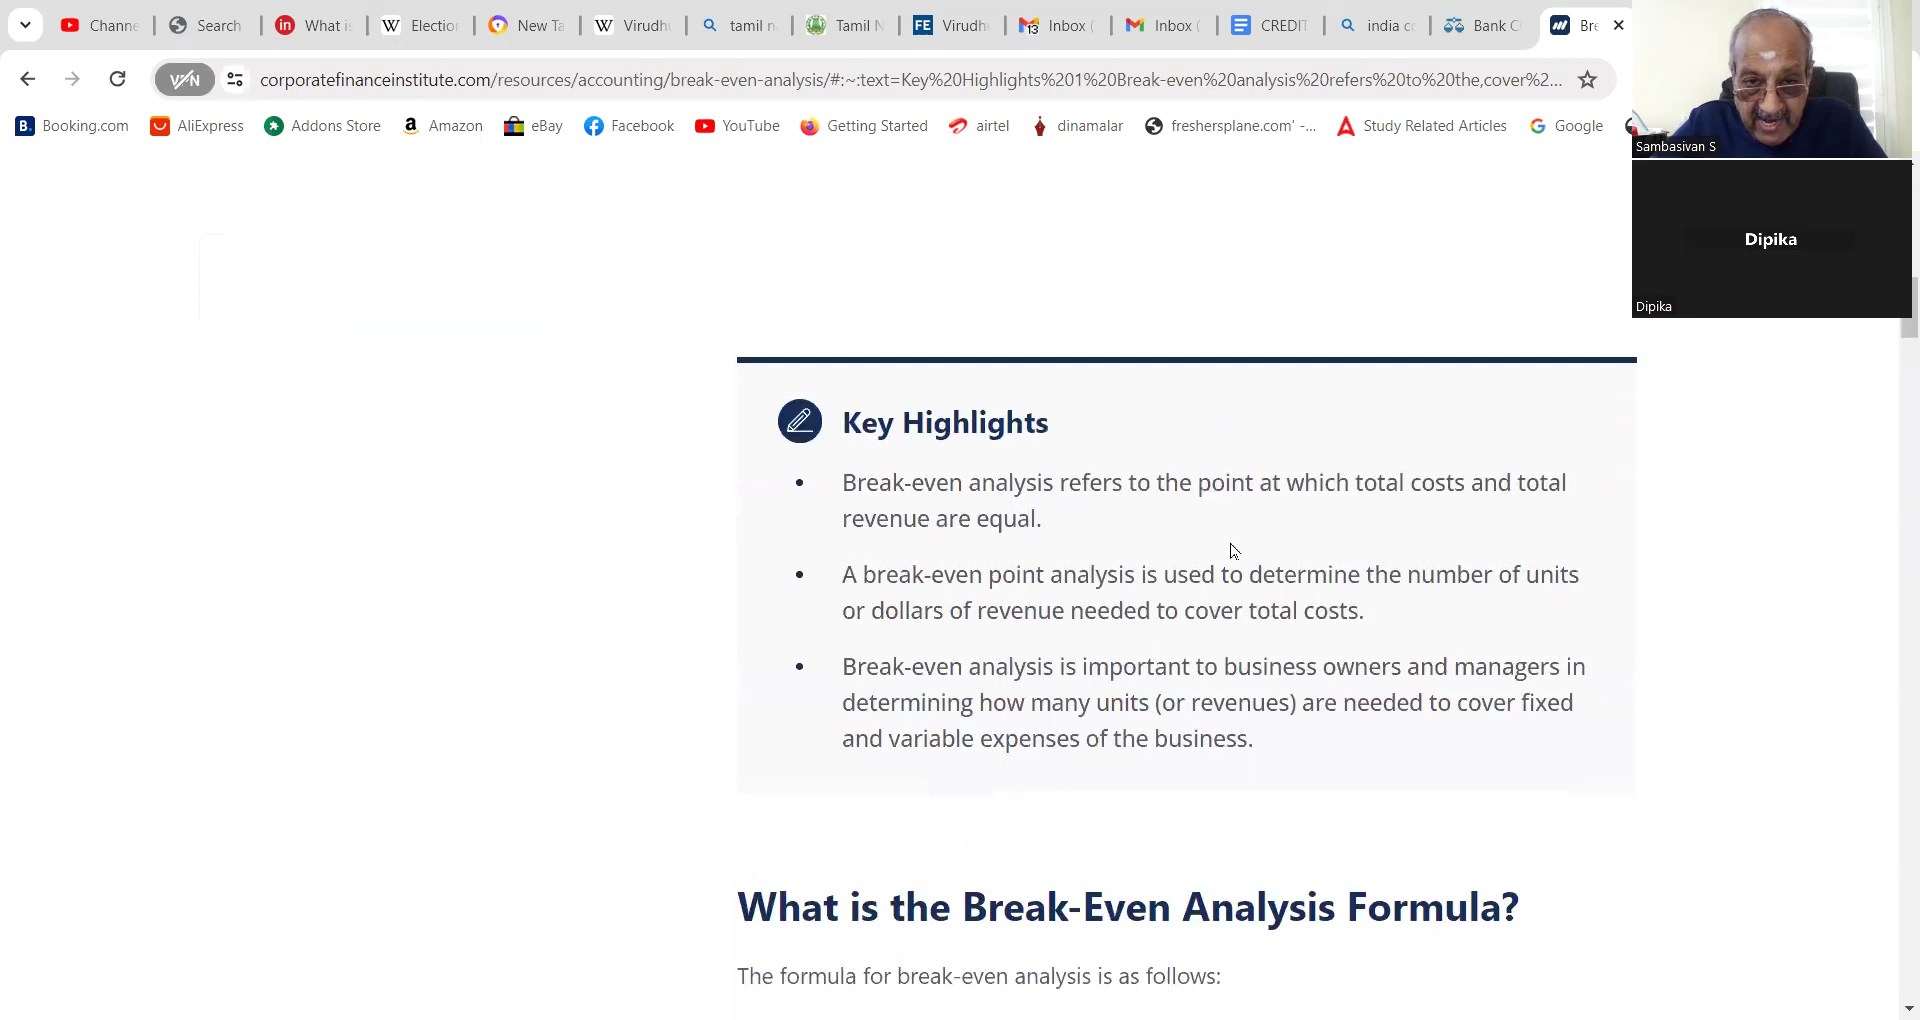 Channe
Search
in
What is
W
Election
New Ta
W
Virudh
tamil n
Tamil N
FE
Virudh
13
Inbox (
Inbox (
CREDIT
india co
Bank C
Bre
VPN
corporatefinanceinstitute.com/resources/accounting/break-even-analysis/#:~:text=Key%20Highlights%201%20Break-even%20analysis%20refers%20to%20the,cover%2...
B. Booking.com
AliExpress
Addons Store
a Amazon
eBay
Facebook
YouTube
Getting Started
airtel
dinamalar
freshersplane.com' -...
Study Related Articles
G Google
Sambasivan S
Dipika
Dipika
Key Highlights
• Break-even analysis refers to the point at which total costs and total
revenue are equal.
• A break-even point analysis is used to determine the number of units
or dollars of revenue needed to cover total costs.
• Break-even analysis is important to business owners and managers in
determining how many units (or revenues) are needed to cover fixed
and variable expenses of the business.
What is the Break-Even Analysis Formula?
The formula for break-even analysis is as follows: